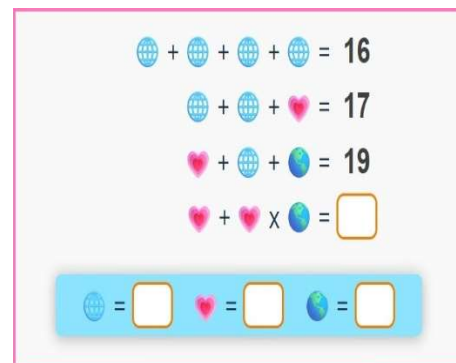 🌐 + 🌐 + 🌐 + 🌐 = 16
🌐 + 🌐 + 💗 = 17
💗 + 🌐 + 🌎 = 19
💗 + 💗 x 🌎 =
🌐 = 💗 = 🌎 =